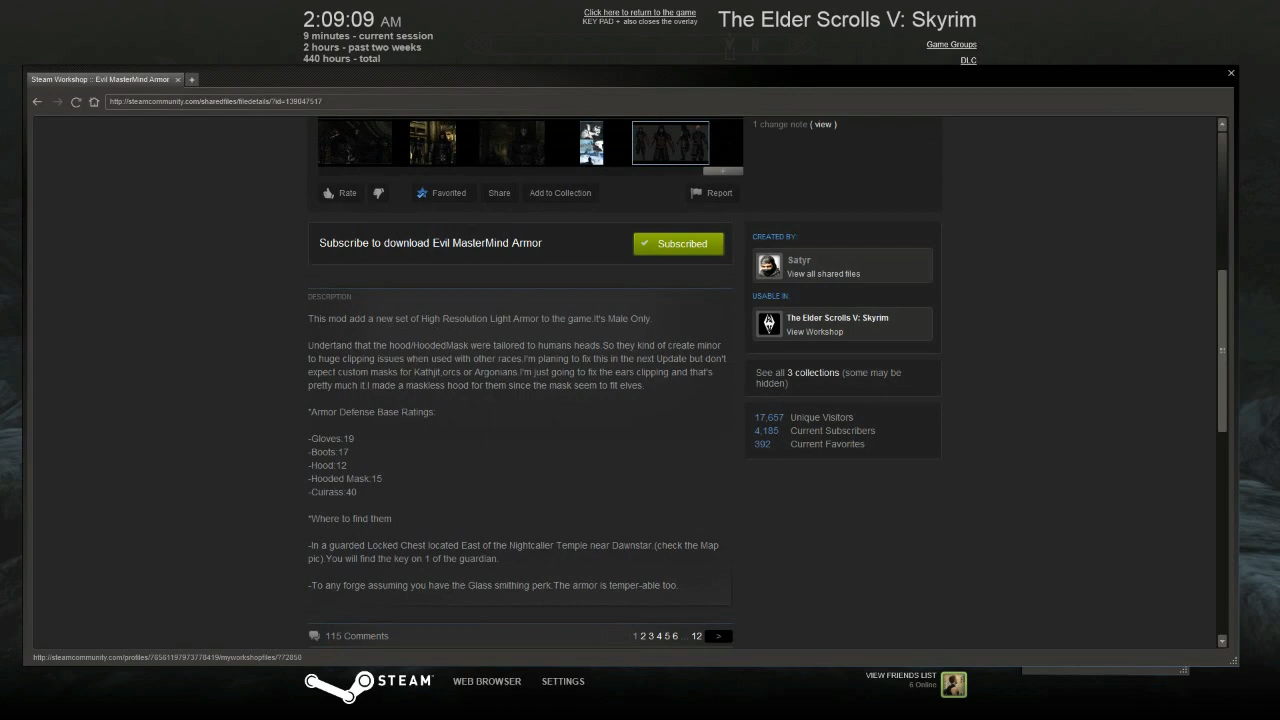 2:09:09 AM
9 minutes - current session
2 hours - past two weeks
440 hours - total
Click here to return to the game
KEY PAD + also closes the overlay
The Elder Scrolls V: Skyrim
Game Groups
DLC
Steam Workshop :: Evil MasterMind Armor
http://steamcommunity.com/sharedfiles/filedetails/?id=139047517
1 change note ( view )
Rate
Favorited
Share
Add to Collection
Report
Subscribe to download Evil MasterMind Armor
Subscribed
CREATED BY:
Satyr
View all shared files
USABLE IN:
The Elder Scrolls V: Skyrim
View Workshop
See all 3 collections (some may be
hidden)
17,657 Unique Visitors
4,185 Current Subscribers
392 Current Favorites
DESCRIPTION
This mod add a new set of High Resolution Light Armor to the game.It's Male Only.
Undertand that the hood/HoodedMask were tailored to humans heads.So they kind of create minor
to huge clipping issues when used with other races.I'm planing to fix this in the next Update but don't
expect custom masks for Kathjit,orcs or Argonians.I'm just going to fix the ears clipping and that's
pretty much it.I made a maskless hood for them since the mask seem to fit elves.
*Armor Defense Base Ratings:
-Gloves:19
-Boots:17
-Hood:12
-Hooded Mask:15
-Cuirass:40
*Where to find them
-In a guarded Locked Chest located East of the Nightcaller Temple near Dawnstar.(check the Map
pic).You will find the key on 1 of the guardian.
-To any forge assuming you have the Glass smithing perk.The armor is temper-able too.
115 Comments
1 2 3 4 5 6 ... 12 >
http://steamcommunity.com/profiles/76561197973778419/myworkshopfiles/?72850
STEAM
WEB BROWSER
SETTINGS
VIEW FRIENDS LIST
6 Online